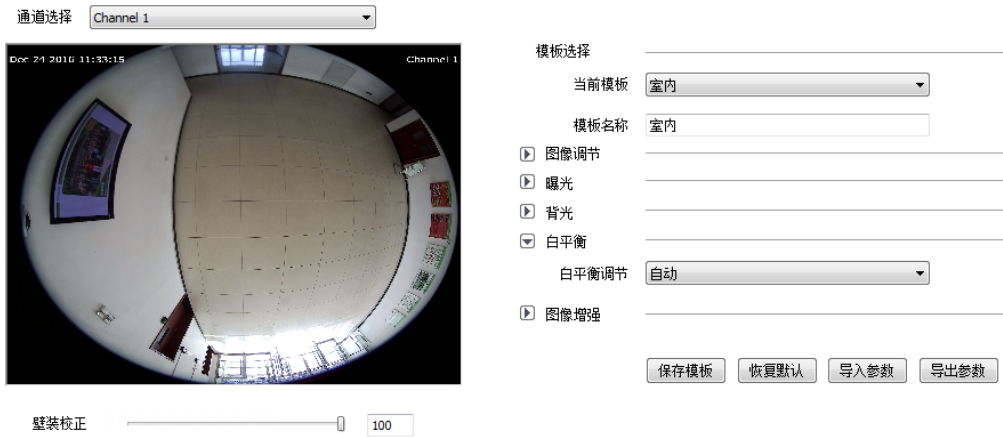 通道选择 Channel 1
Dec 24 2016 11:33:15 Channel 1
模板选择
当前模板 室内
模板名称 室内
图像调节
曝光
背光
白平衡
白平衡调节 自动
图像增强
保存模板 恢复默认 导入参数 导出参数
壁装校正 100